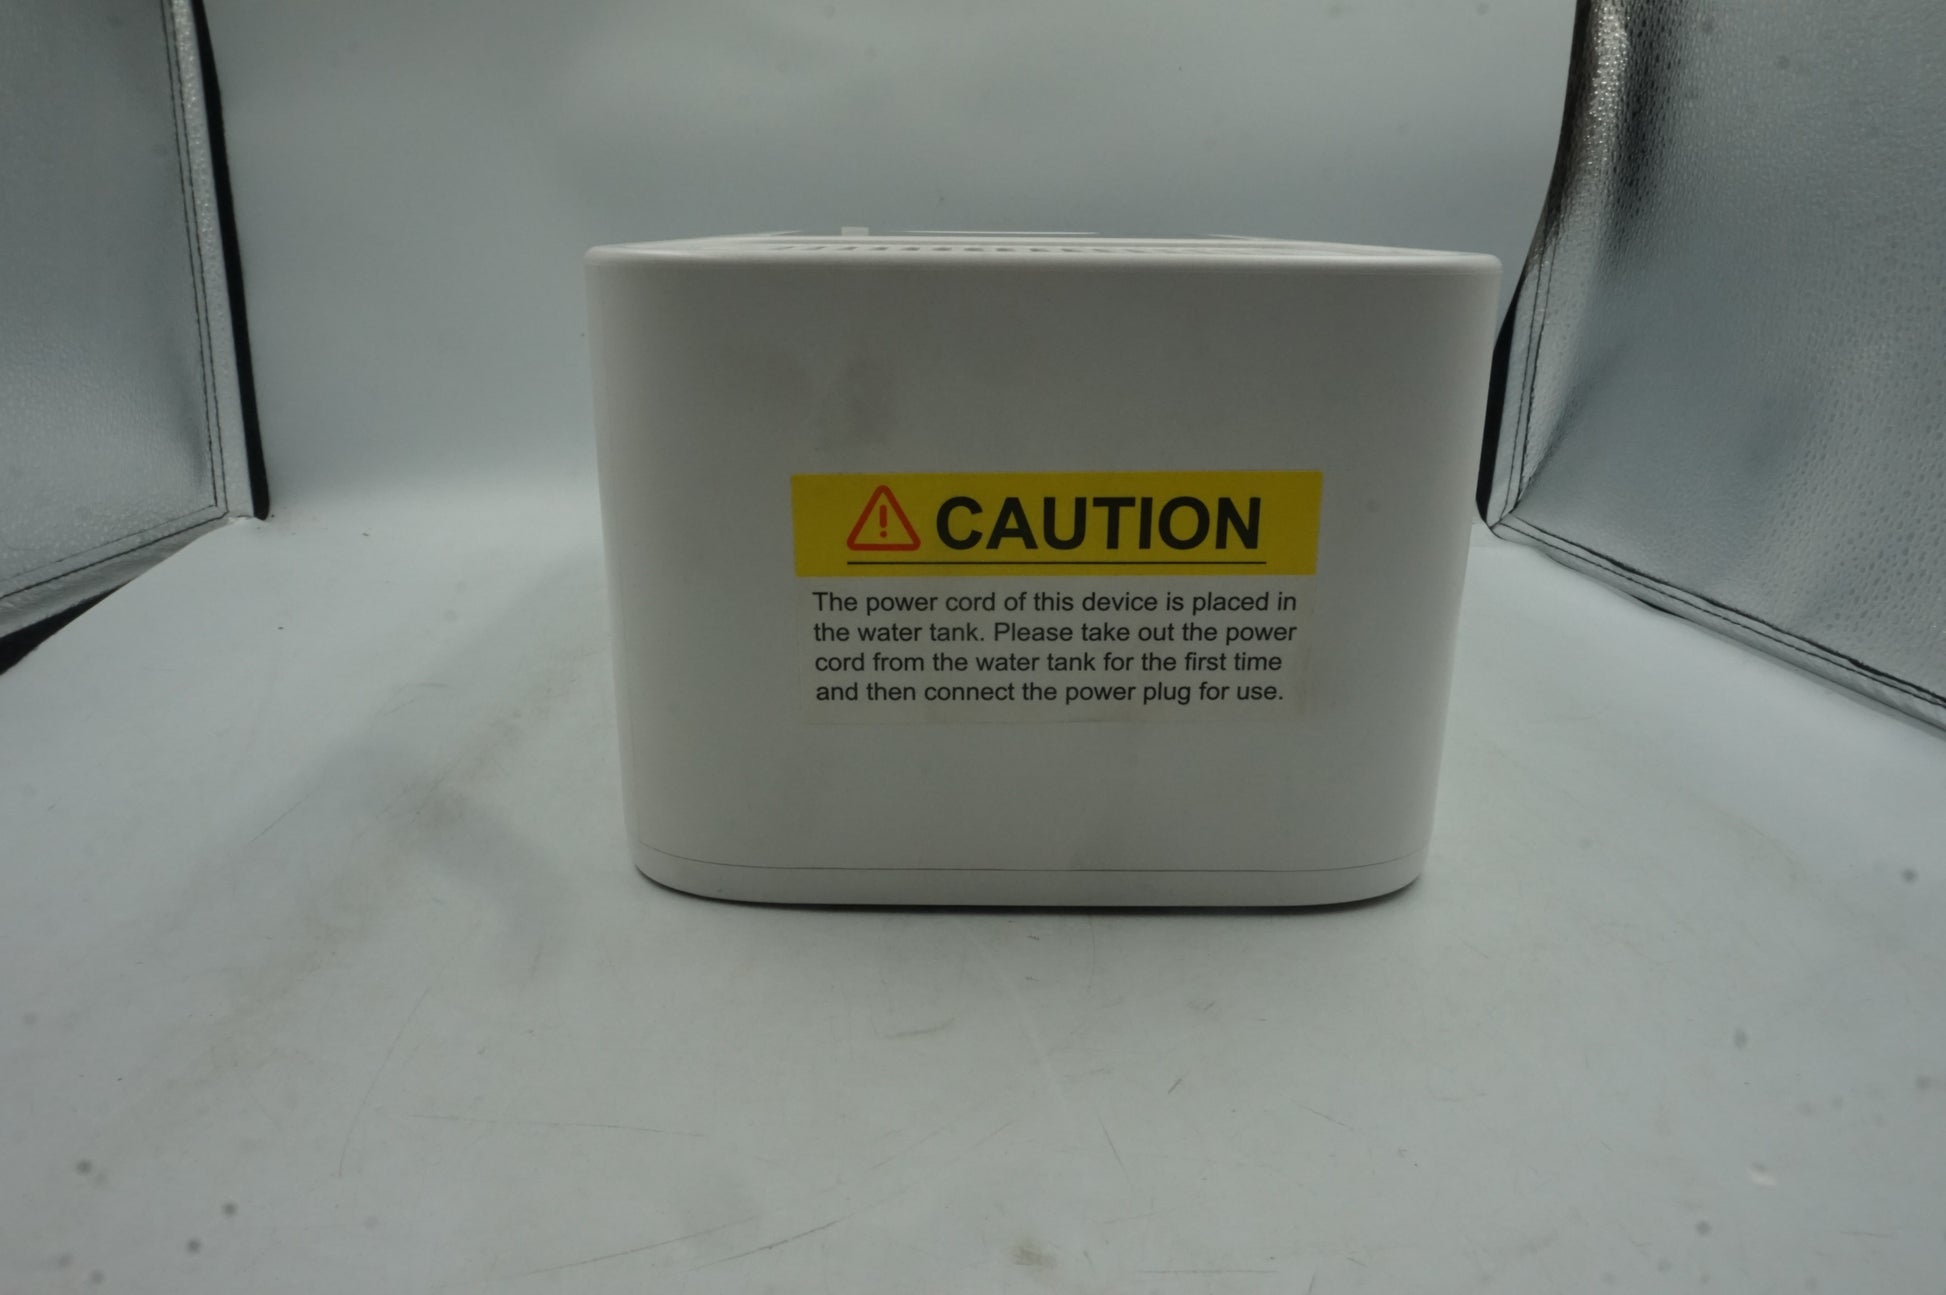 CAUTION
The power cord of this device is placed in
the water tank. Please take out the power
cord from the water tank for the first time
and then connect the power plug for use.